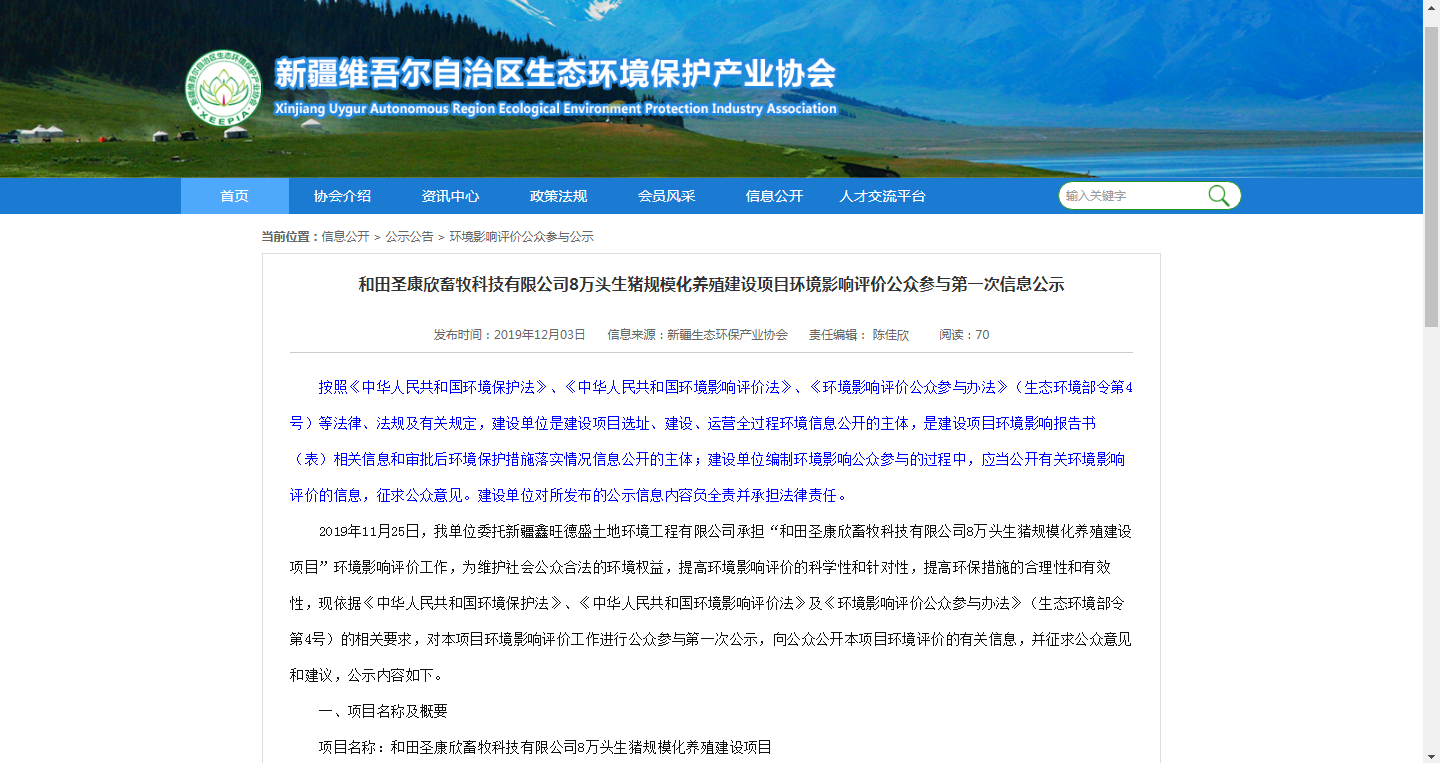 新疆维吾尔自治区生态环境保护产业协会
Xinjiang Uygur Autonomous Region Ecological Environment Protection Industry Association
新疆维吾尔自治区生态环境保护产业协会
XEEPIA
首页 协会介绍 资讯中心 政策法规 会员风采 信息公开 人才交流平台 输入关键字
当前位置：信息公开 > 公示公告 > 环境影响评价公众参与公示
和田圣康欣畜牧科技有限公司8万头生猪规模化养殖建设项目环境影响评价公众参与第一次信息公示
发布时间：2019年12月03日 信息来源：新疆生态环保产业协会 责任编辑： 陈佳欣 阅读：70
按照《中华人民共和国环境保护法》、《中华人民共和国环境影响评价法》、《环境影响评价公众参与办法》（生态环境部令第4
号）等法律、法规及有关规定，建设单位是建设项目选址、建设、运营全过程环境信息公开的主体，是建设项目环境影响报告书
（表）相关信息和审批后环境保护措施落实情况信息公开的主体；建设单位编制环境影响公众参与的过程中，应当公开有关环境影响
评价的信息，征求公众意见。建设单位对所发布的公示信息内容负全责并承担法律责任。
2019年11月25日，我单位委托新疆鑫旺德盛土地环境工程有限公司承担“和田圣康欣畜牧科技有限公司8万头生猪规模化养殖建设
项目”环境影响评价工作，为维护社会公众合法的环境权益，提高环境影响评价的科学性和针对性，提高环保措施的合理性和有效
性，现依据《中华人民共和国环境保护法》、《中华人民共和国环境影响评价法》及《环境影响评价公众参与办法》（生态环境部令
第4号）的相关要求，对本项目环境影响评价工作进行公众参与第一次公示，向公众公开本项目环境评价的有关信息，并征求公众意见
和建议，公示内容如下。
一、项目名称及概要
项目名称：和田圣康欣畜牧科技有限公司8万头生猪规模化养殖建设项目